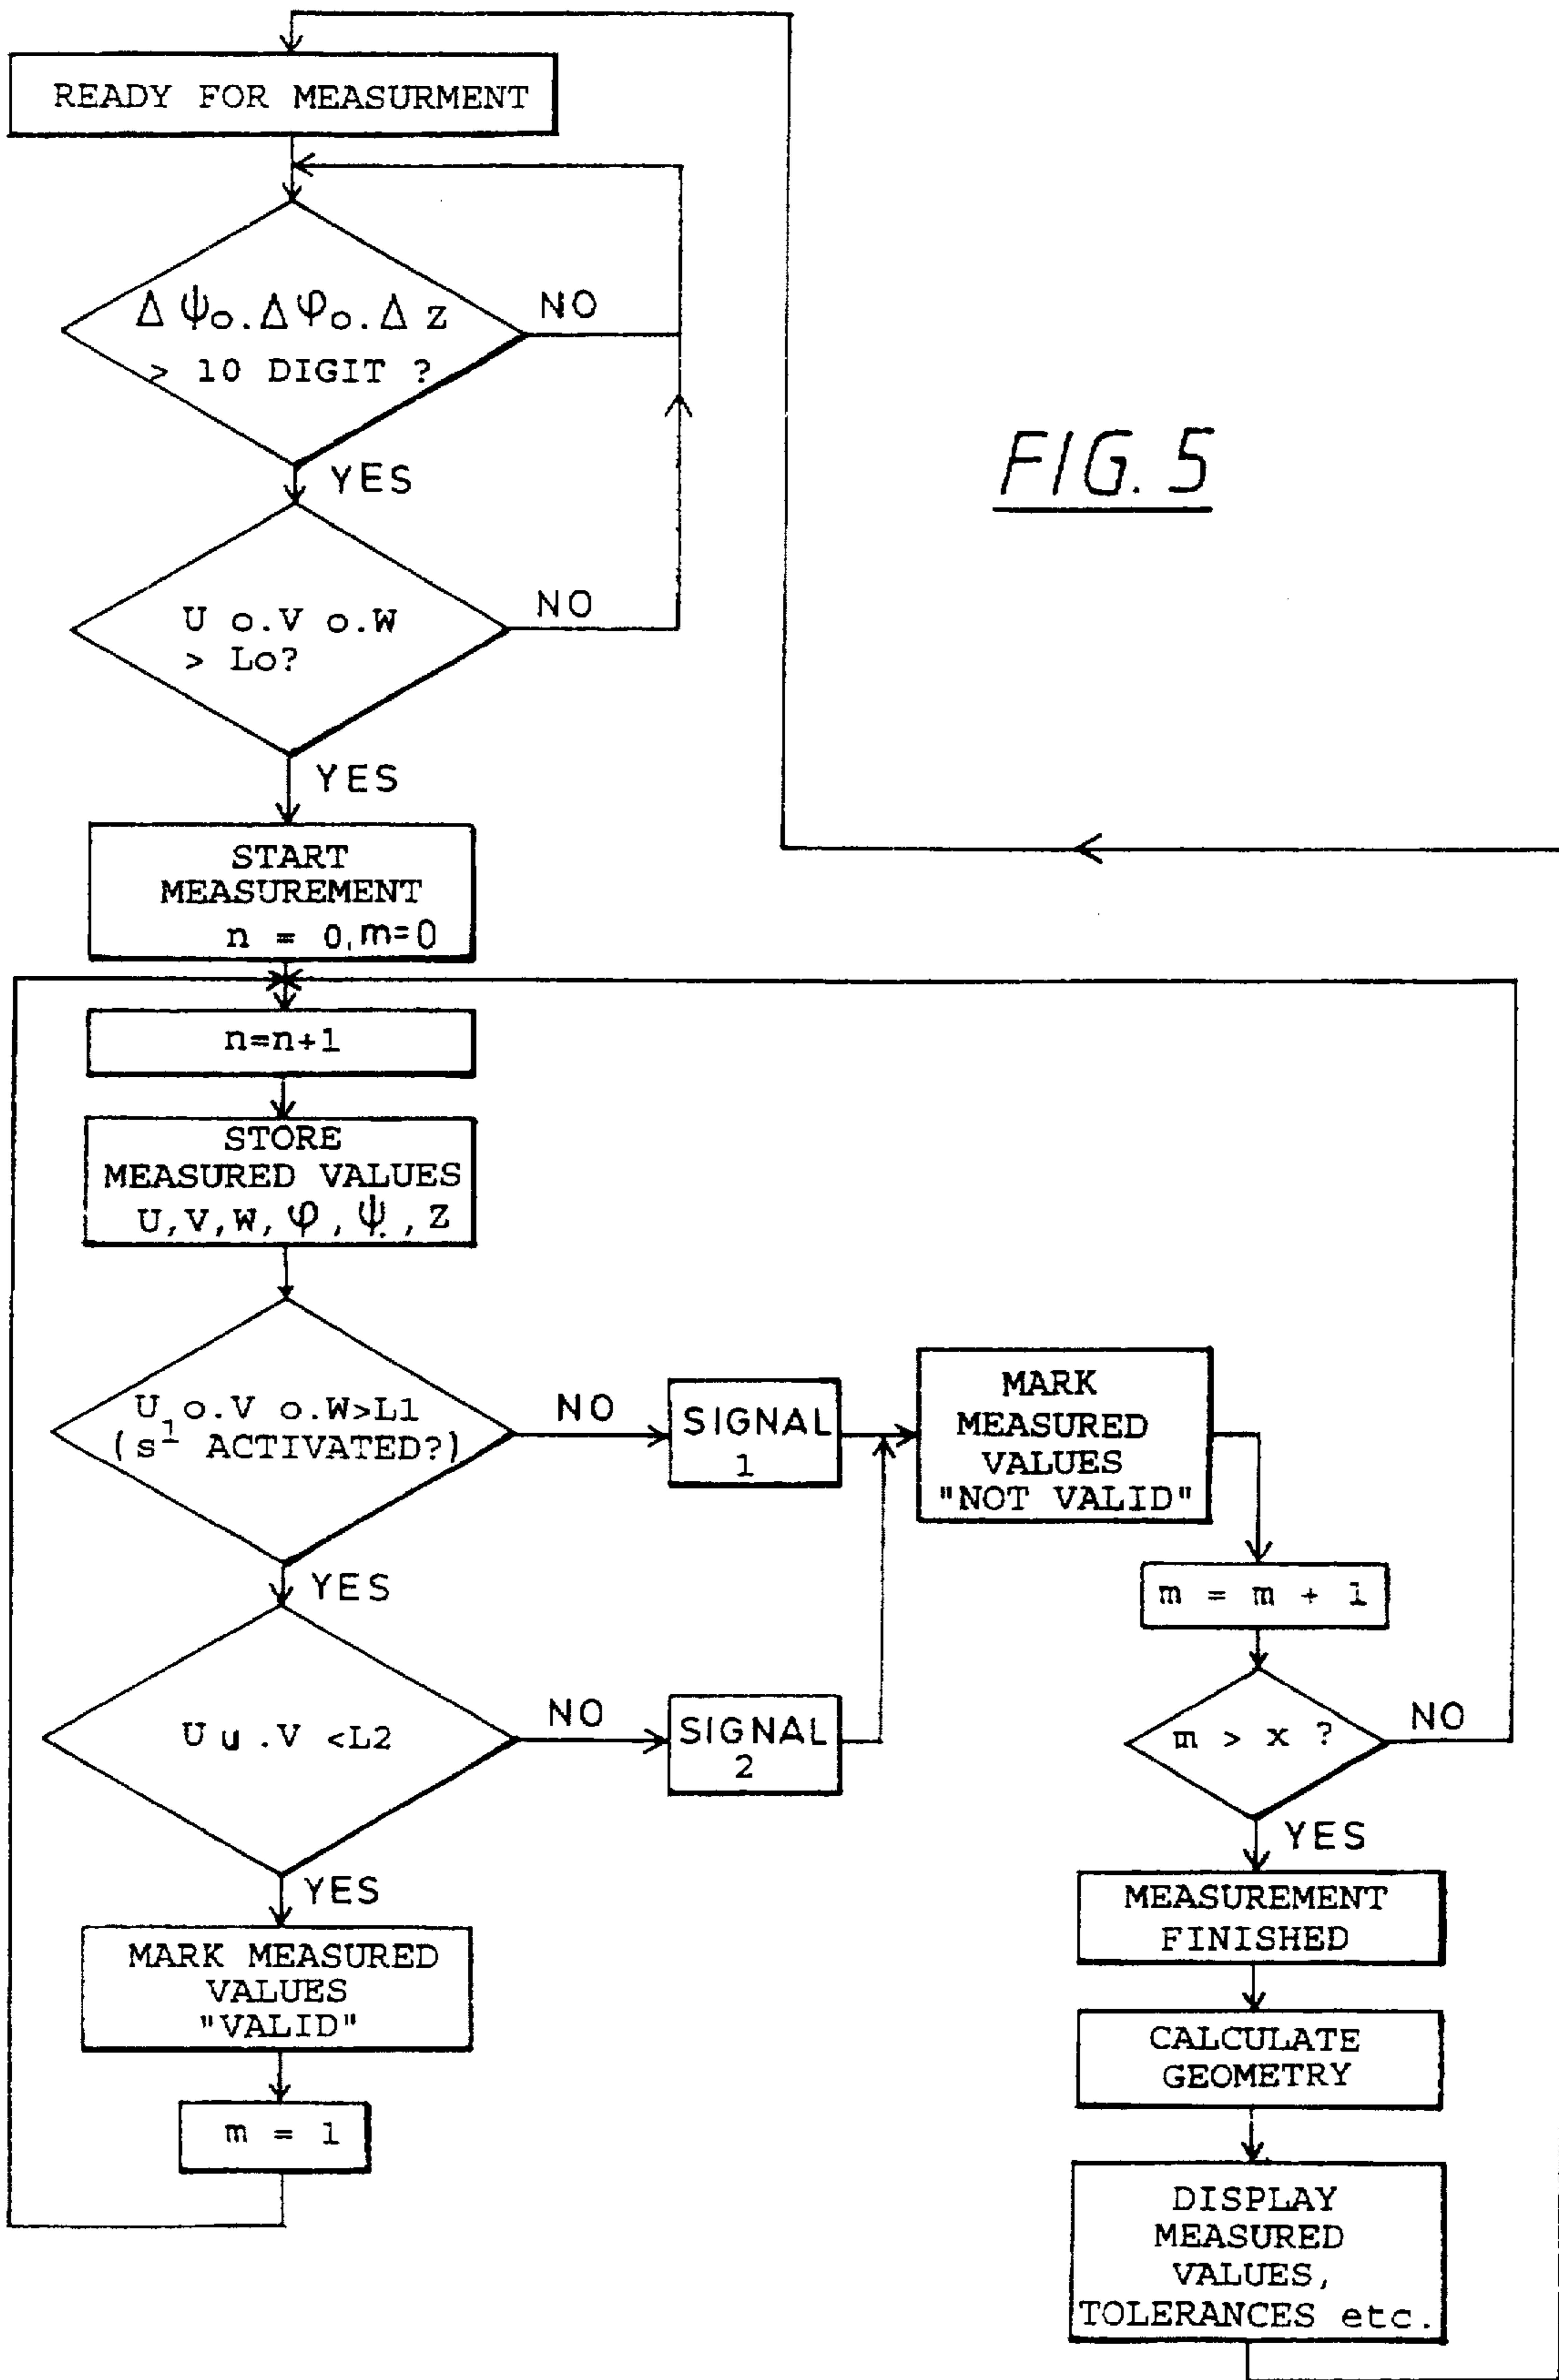 READY FOR MEASURMENT
Δ ψo.Δφo.Δ z
> 10 DIGIT ?
NO
YES
FIG. 5
U o.V o.W
> Lo?
NO
YES
START
MEASUREMENT
n = 0, m=0
n=n+1
STORE
MEASURED VALUES
U, V, W, φ, ψ, Z
U o.V o.W>L1
(s1 ACTIVATED?)
NO
SIGNAL
1
MARK
MEASURED
VALUES
"NOT VALID"
YES
m = m + 1
U u .V <L2
NO
SIGNAL
2
m > x ?
NO
YES
YES
MARK MEASURED
VALUES
"VALID"
m = 1
MEASUREMENT
FINISHED
CALCULATE
GEOMETRY
DISPLAY
MEASURED
VALUES,
TOLERANCES etc.